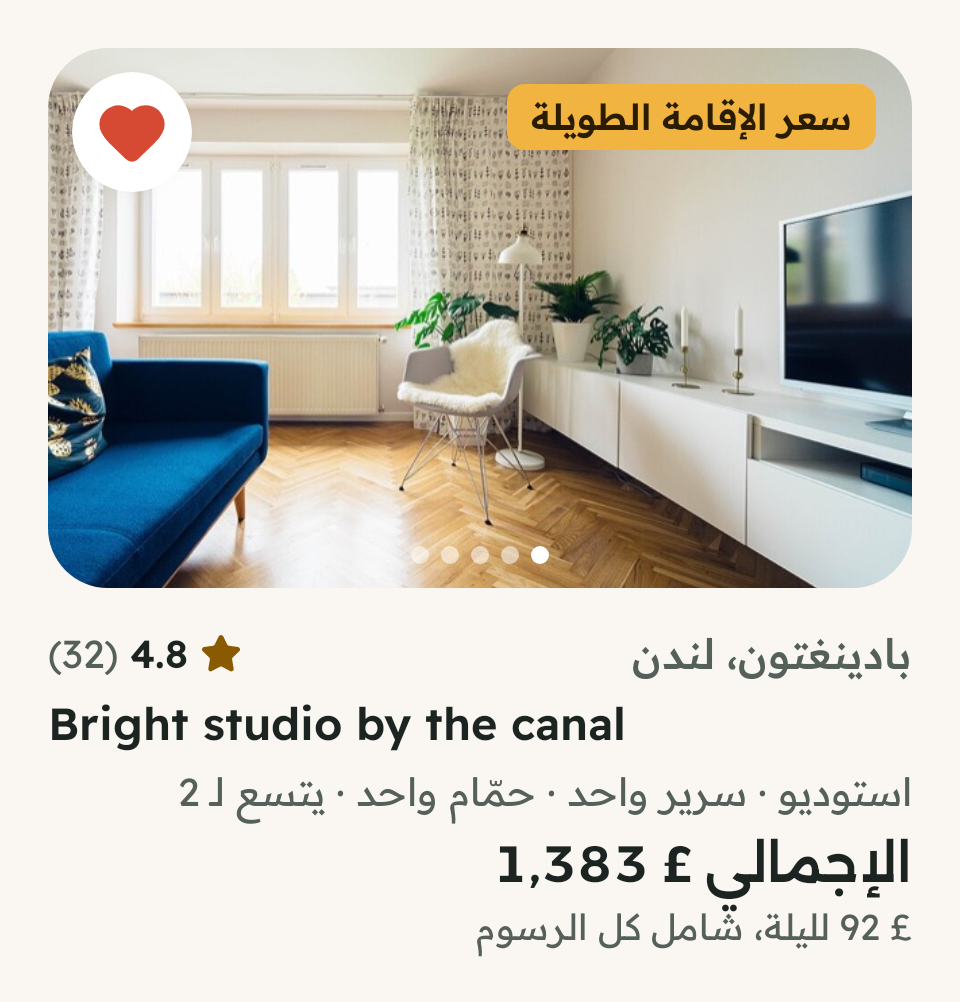 سعر الإقامة الطويلة
بادينغتون، لندن
4.8 (32)
Bright studio by the canal
استوديو · سرير واحد · حمّام واحد · يتسع لـ 2
الإجمالي £ 1,383
£ 92 لليلة، شامل كل الرسوم